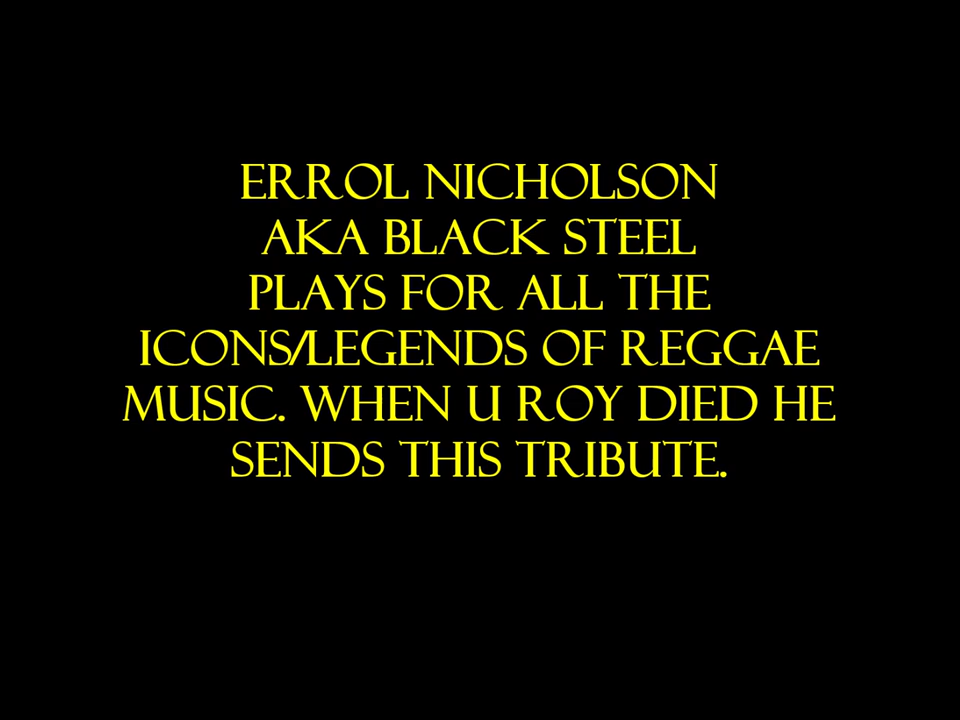 ERROL NICHOLSON
AKA BLACK STEEL
PLAYS FOR ALL THE
ICONS/LEGENDS OF REGGAE
MUSIC. WHEN U ROY DIED HE
SENDS THIS TRIBUTE.